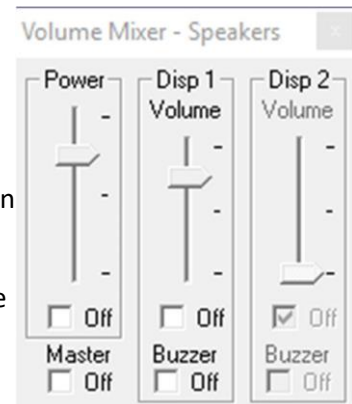 Volume Mixer - Speakers x
Power Disp 1 Disp 2
Volume Volume
n
e
Off Off Off
Master Buzzer Buzzer
Off Off Off